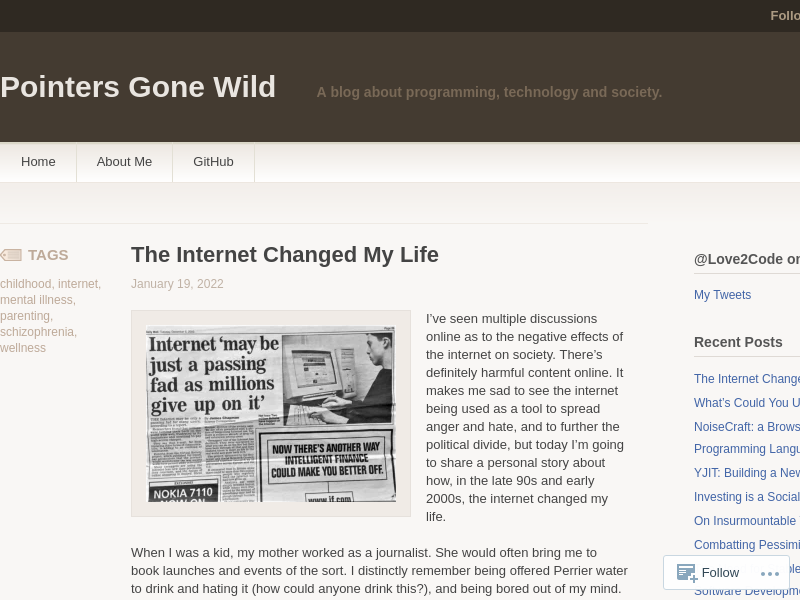 Follo
Pointers Gone Wild
A blog about programming, technology and society.
Home
About Me
GitHub
TAGS
childhood, internet,
mental illness,
parenting,
schizophrenia,
wellness
The Internet Changed My Life
January 19, 2022
Internet 'may be
just a passing
fad as millions
give up on it'
NOW THERE'S ANOTHER WAY
INTELLIGENT FINANCE
COULD MAKE YOU BETTER OFF.
NOKIA 7110
www.if.com
I’ve seen multiple discussions
online as to the negative effects of
the internet on society. There’s
definitely harmful content online. It
makes me sad to see the internet
being used as a tool to spread
anger and hate, and to further the
political divide, but today I’m going
to share a personal story about
how, in the late 90s and early
2000s, the internet changed my
life.
When I was a kid, my mother worked as a journalist. She would often bring me to
book launches and events of the sort. I distinctly remember being offered Perrier water
to drink and hating it (how could anyone drink this?), and being bored out of my mind.
@Love2Code on
My Tweets
Recent Posts
The Internet Change
What’s Could You U
NoiseCraft: a Brows
Programming Langu
YJIT: Building a New
Investing is a Social
On Insurmountable
Combatting Pessimi
Software Developme
Follow